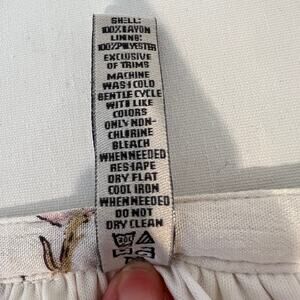 SHELL:
100%RAYON
LINING:
100%POLYESTER
EXCLUSIVE
OF TRIMS
MACHINE
WASH COLD
GENTLE CYCLE
WITH LIKE
COLORS
ONLY NON-
CHLORINE
BLEACH
WHEN NEEDED
RESHAPE
DRY FLAT
COOL IRON
WHEN NEEDED
DO NOT
DRY CLEAN